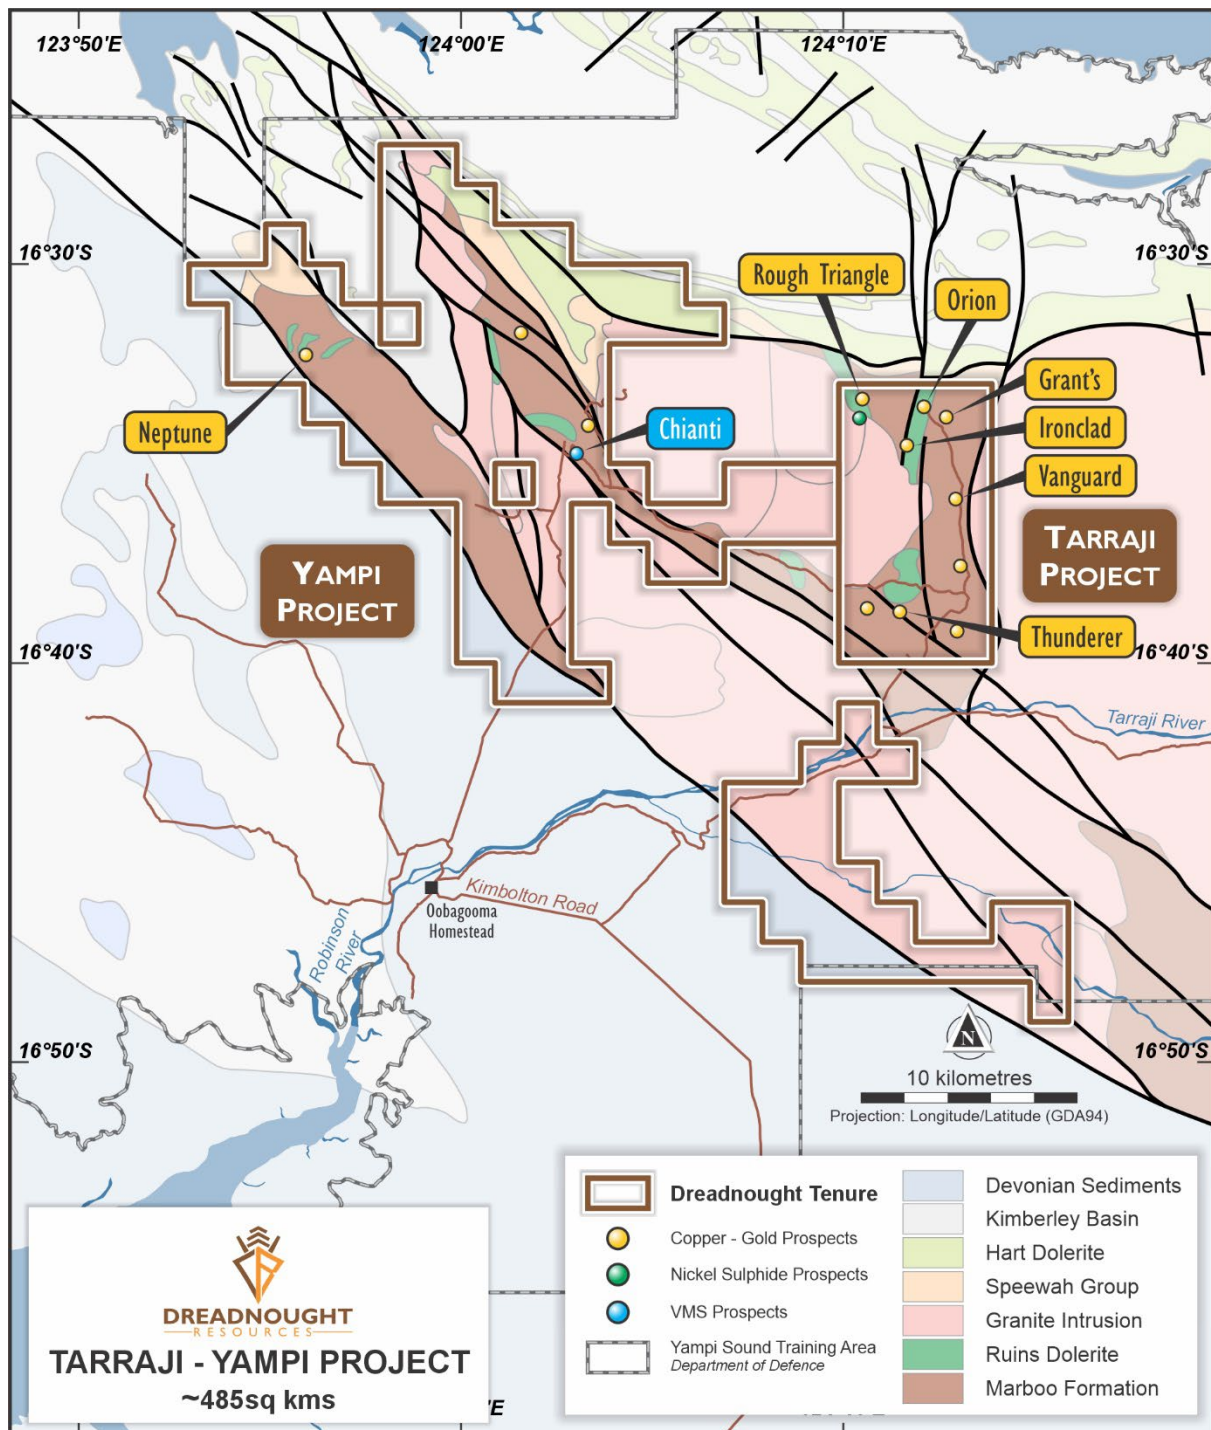 123°50'E
124°00'E
124°10'E
16°30'S
16°30'S
Rough Triangle
Orion
Grant's
Ironclad
Neptune
Chianti
Vanguard
YAMPI
PROJECT
TARRAJI
PROJECT
Thunderer
16°40'S
16°40'S
Tarraji River
Kimbolton Road
Oobagooma
Homestead
Robinson
River
16°50'S
16°50'S
N
10 kilometres
Projection: Longitude/Latitude (GDA94)
Dreadnought Tenure
Copper - Gold Prospects
Nickel Sulphide Prospects
VMS Prospects
Yampi Sound Training Area
Department of Defence
Devonian Sediments
Kimberley Basin
Hart Dolerite
Speewah Group
Granite Intrusion
Ruins Dolerite
Marboo Formation
DREADNOUGHT
RESOURCES
TARRAJI - YAMPI PROJECT
~485sq kms